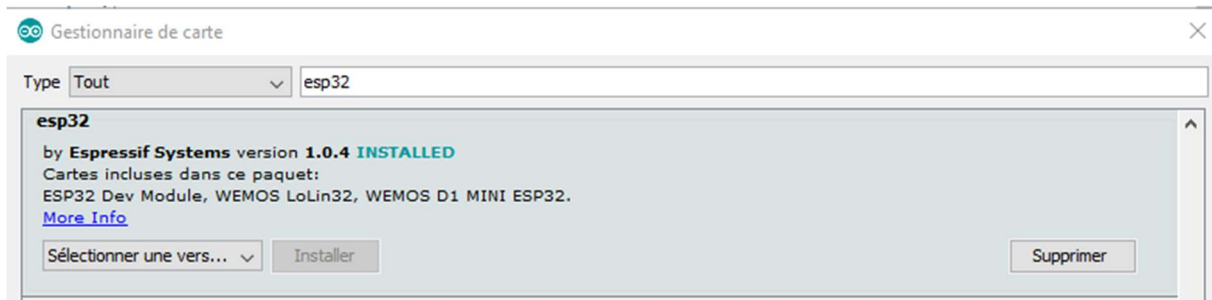 Gestionnaire de carte
Type Tout esp32
esp32
by Espressif Systems version 1.0.4 INSTALLED
Cartes incluses dans ce paquet:
ESP32 Dev Module, WEMOS LoLin32, WEMOS D1 MINI ESP32.
More Info
Sélectionner une vers... Installer Supprimer